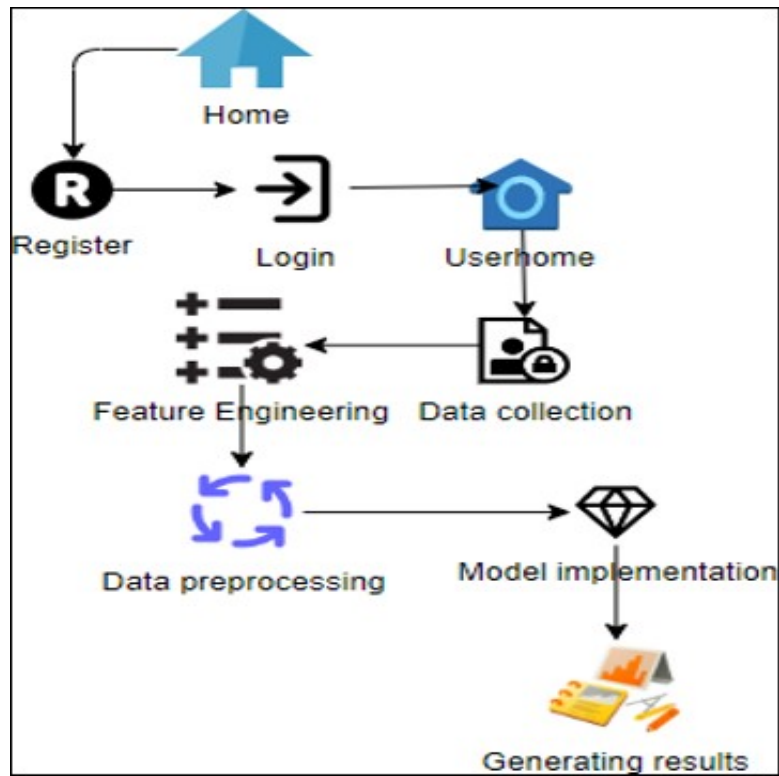 Home
R
Register
Login
Userhome
Feature Engineering
Data collection
Data preprocessing
Model implementation
Generating results